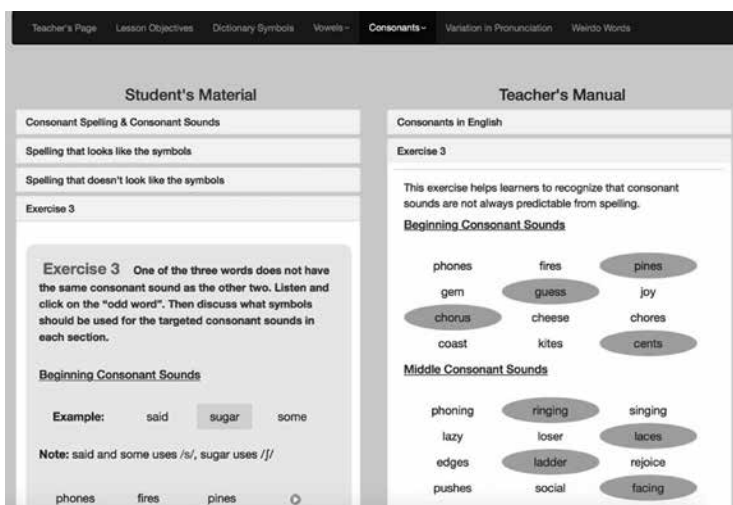 Teacher's Page Lesson Objectives Dictionary Symbols Vowels Consonants Variation in Pronunciation Weirdo Words
Student's Material
Consonant Spelling & Consonant Sounds
Spelling that looks like the symbols
Spelling that doesn't look like the symbols
Exercise 3
Exercise 3 One of the three words does not have
the same consonant sound as the other two. Listen and
click on the "odd word". Then discuss what symbols
should be used for the targeted consonant sounds in
each section.
Beginning Consonant Sounds
Example: said sugar some
Note: said and some uses /s/, sugar uses /ʃ/
phones fires pines
Teacher's Manual
Consonants in English
Exercise 3
This exercise helps learners to recognize that consonant
sounds are not always predictable from spelling.
Beginning Consonant Sounds
phones fires pines
gem guess joy
chorus cheese chores
coast kites cents
Middle Consonant Sounds
phoning ringing singing
lazy loser laces
edges ladder rejoice
pushes social facing